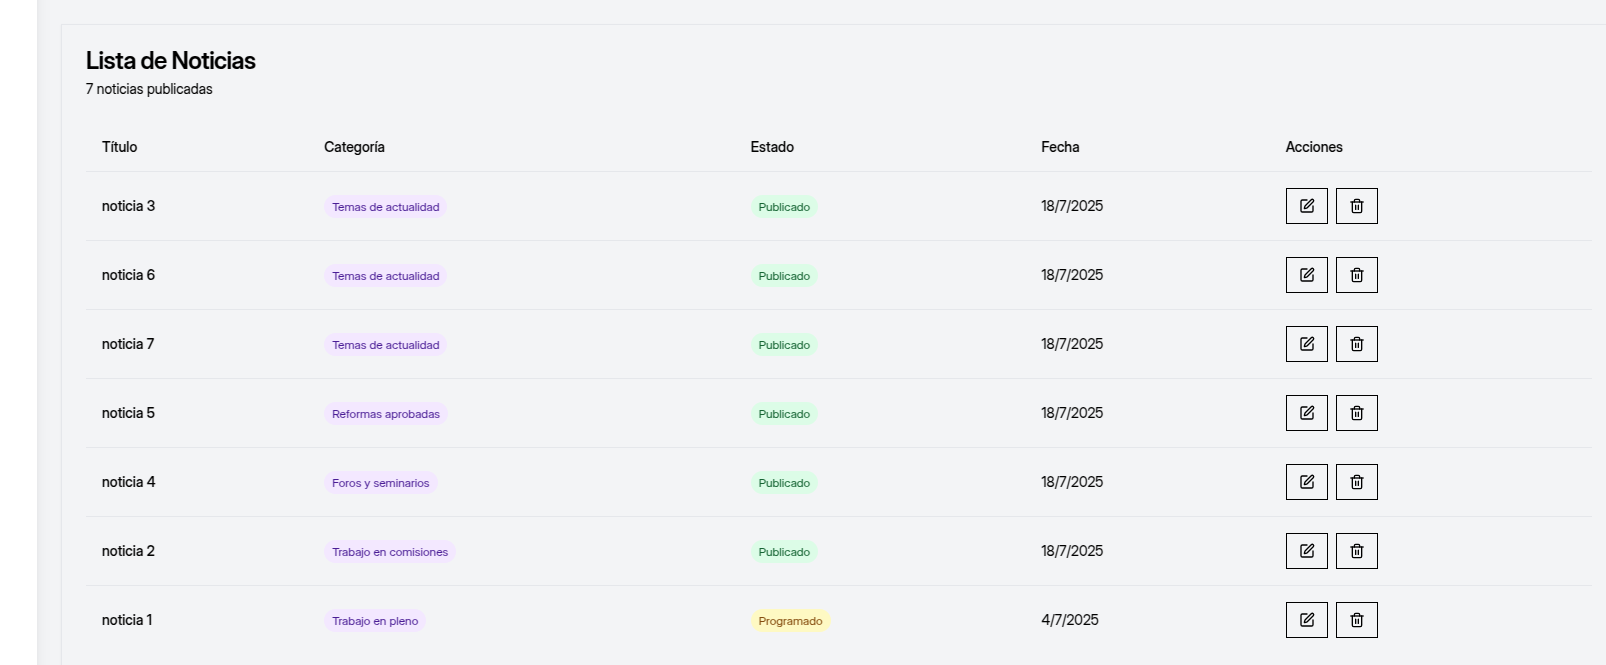 Lista de Noticias
7 noticias publicadas
Título Categoría Estado Fecha Acciones
noticia 3 Temas de actualidad Publicado 18/7/2025
noticia 6 Temas de actualidad Publicado 18/7/2025
noticia 7 Temas de actualidad Publicado 18/7/2025
noticia 5 Reformas aprobadas Publicado 18/7/2025
noticia 4 Foros y seminarios Publicado 18/7/2025
noticia 2 Trabajo en comisiones Publicado 18/7/2025
noticia 1 Trabajo en pleno Programado 4/7/2025